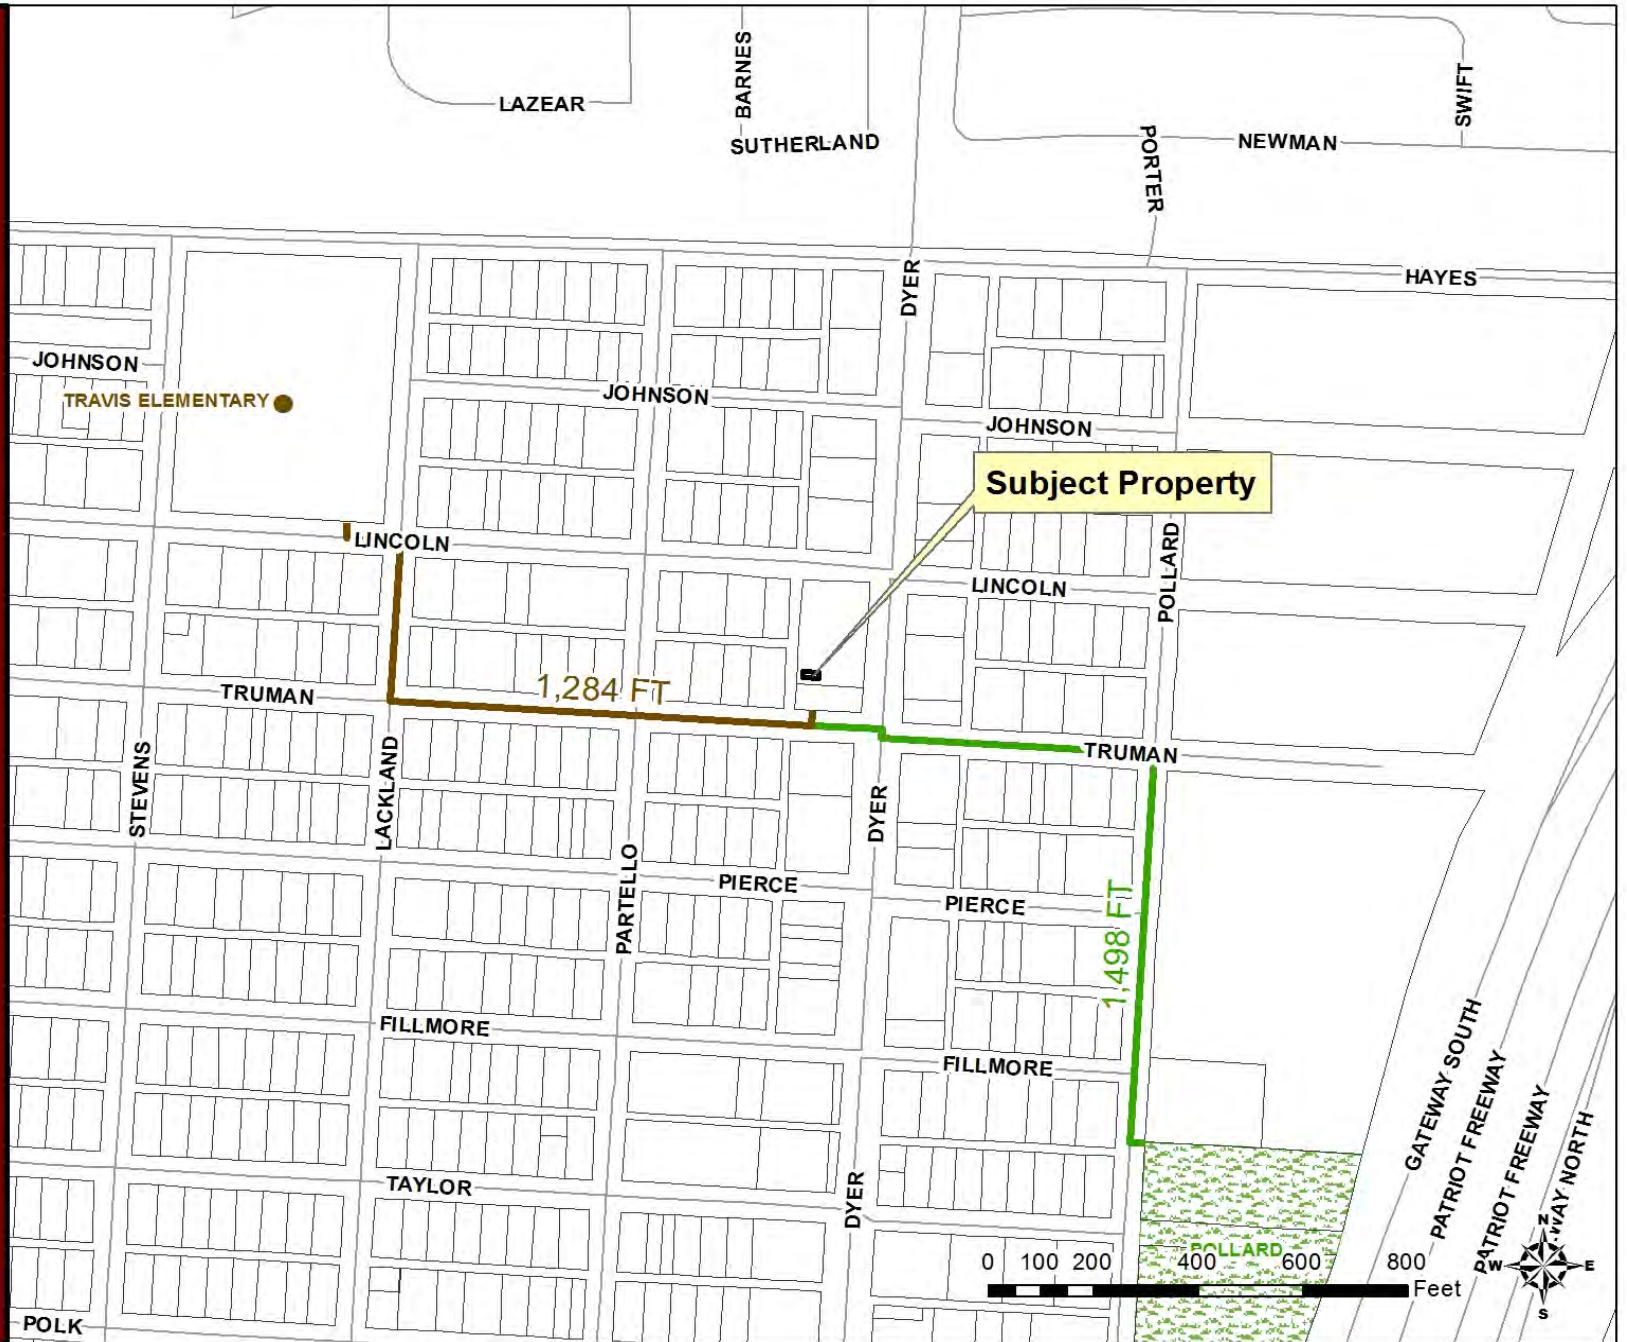 BARNES
SWIFT
LAZEAR
SUTHERLAND
PORTER
NEWMAN
DYER
HAYES
JOHNSON
TRAVIS ELEMENTARY
JOHNSON
JOHNSON
Subject Property
LINCOLN
POLLARD
LINCOLN
TRUMAN
1,284 FT
TRUMAN
STEVENS
LACKLAND
DYER
PARTELLO
PIERCE
PIERCE
1,498 FT
FILLMORE
FILLMORE
GATEWAY SOUTH
PATRIOT FREEWAY
PATRIOT FREEWAY
WAY NORTH
TAYLOR
DYER
POLLARD
0 100 200 400 600 800
Feet
N
W
E
S
POLK